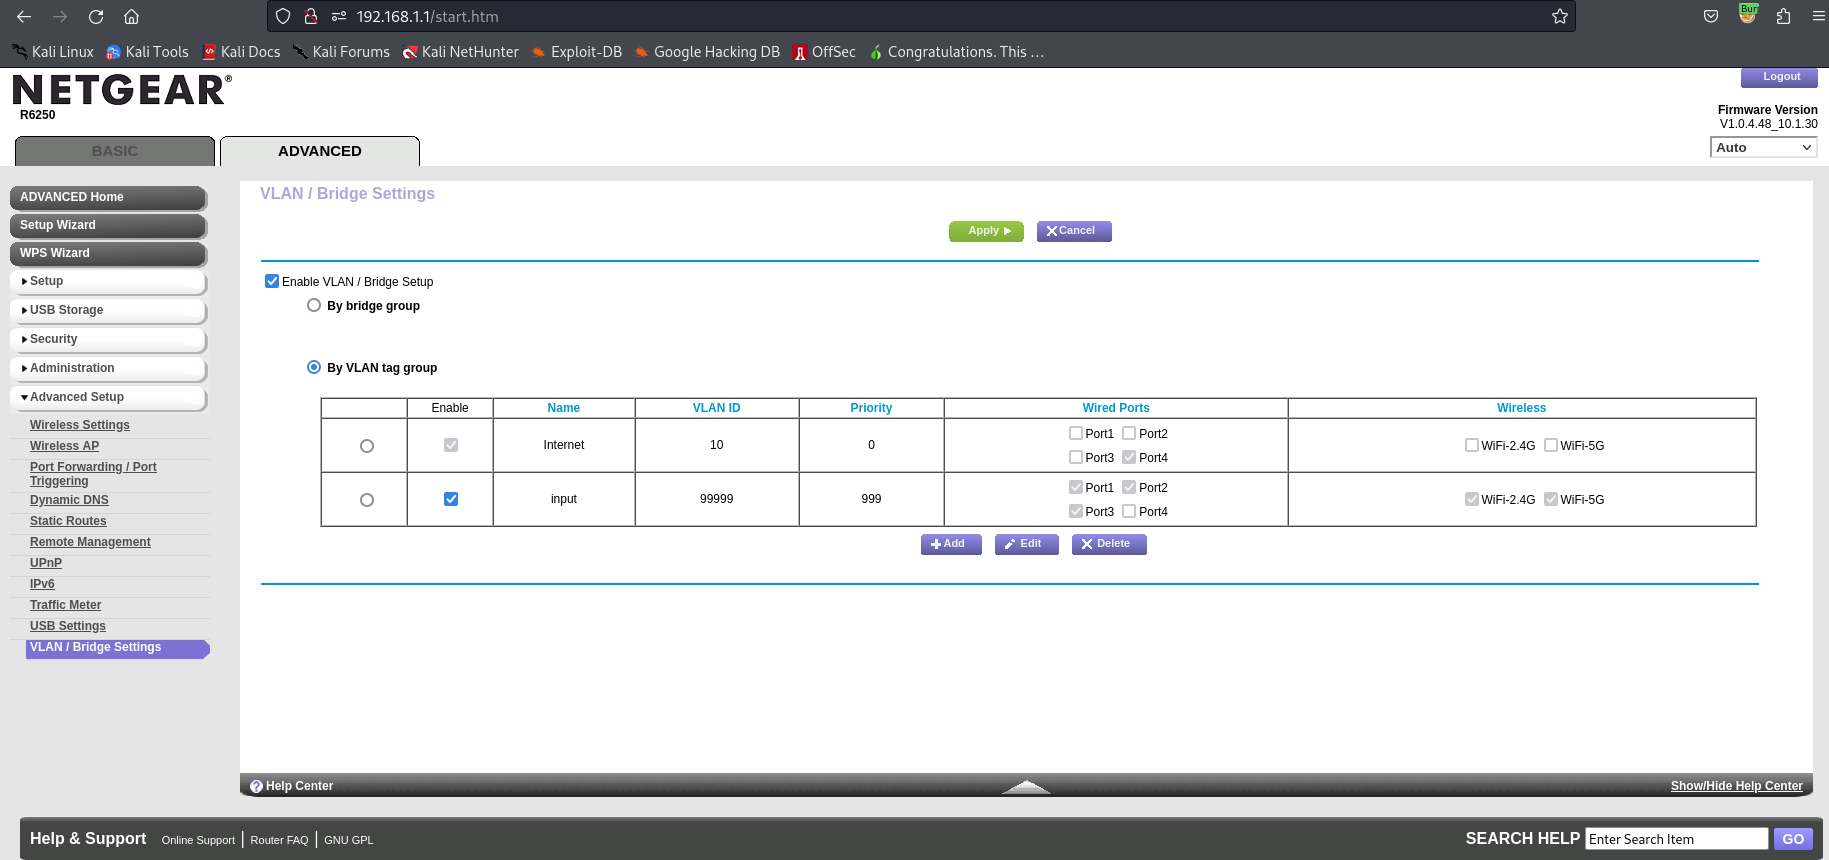 192.168.1.1/start.htm
Kali Linux Kali Tools Kali Docs Kali Forums Kali NetHunter Exploit-DB Google Hacking DB OffSec Congratulations. This …
NETGEAR®
R6250
Logout
Firmware Version
V1.0.4.48_10.1.30
Auto
BASIC ADVANCED
ADVANCED Home
Setup Wizard
WPS Wizard
Setup
USB Storage
Security
Administration
Advanced Setup
Wireless Settings
Wireless AP
Port Forwarding / Port
Triggering
Dynamic DNS
Static Routes
Remote Management
UPnP
IPv6
Traffic Meter
USB Settings
VLAN / Bridge Settings
VLAN / Bridge Settings
Apply Cancel
Enable VLAN / Bridge Setup
By bridge group
By VLAN tag group
Enable Name VLAN ID Priority Wired Ports Wireless
Internet 10 0 Port1 Port2 Port3 Port4 WiFi-2.4G WiFi-5G
input 99999 999 Port1 Port2 Port3 Port4 WiFi-2.4G WiFi-5G
Add Edit Delete
Help Center Show/Hide Help Center
Help & Support Online Support Router FAQ GNU GPL SEARCH HELP Enter Search Item GO